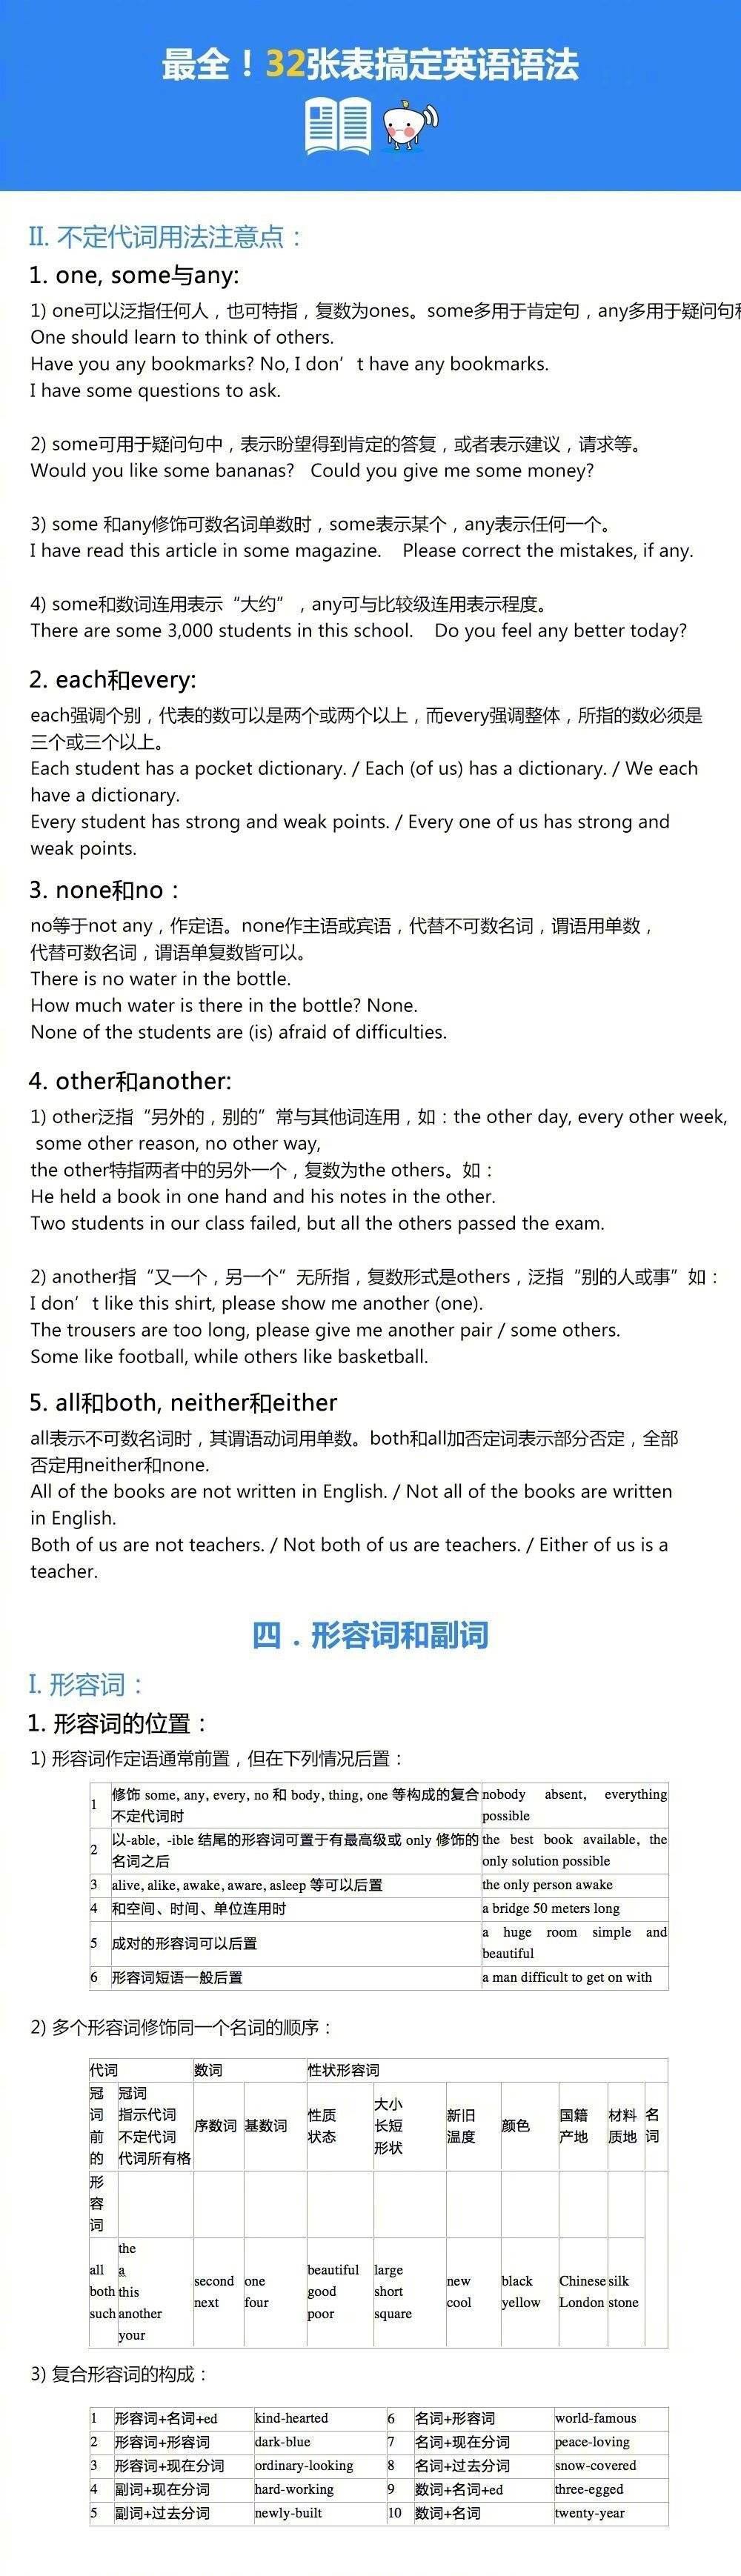 最全！32张表搞定英语语法
II. 不定代词用法注意点：
1. one, some与any:
1) one可以泛指任何人，也可特指，复数为ones。some多用于肯定句，any多用于疑问句和
One should learn to think of others.
Have you any bookmarks? No, I don’t have any bookmarks.
I have some questions to ask.
2) some可用于疑问句中，表示盼望得到肯定的答复，或者表示建议，请求等。
Would you like some bananas? Could you give me some money?
3) some 和any修饰可数名词单数时，some表示某个，any表示任何一个。
I have read this article in some magazine. Please correct the mistakes, if any.
4) some和数词连用表示“大约”，any可与比较级连用表示程度。
There are some 3,000 students in this school. Do you feel any better today?
2. each和every:
each强调个别，代表的数可以是两个或两个以上，而every强调整体，所指的数必须是
三个或三个以上。
Each student has a pocket dictionary. / Each (of us) has a dictionary. / We each
have a dictionary.
Every student has strong and weak points. / Every one of us has strong and
weak points.
3. none和no：
no等于not any，作定语。none作主语或宾语，代替不可数名词，谓语用单数，
代替可数名词，谓语单复数皆可以。
There is no water in the bottle.
How much water is there in the bottle? None.
None of the students are (is) afraid of difficulties.
4. other和another:
1) other泛指“另外的，别的”常与其他词连用，如：the other day, every other week,
some other reason, no other way,
the other特指两者中的另外一个，复数为the others。如：
He held a book in one hand and his notes in the other.
Two students in our class failed, but all the others passed the exam.
2) another指“又一个，另一个”无所指，复数形式是others，泛指“别的人或事”如：
I don’t like this shirt, please show me another (one).
The trousers are too long, please give me another pair / some others.
Some like football, while others like basketball.
5. all和both, neither和either
all表示不可数名词时，其谓语动词用单数。both和all加否定词表示部分否定，全部
否定用neither和none.
All of the books are not written in English. / Not all of the books are written
in English.
Both of us are not teachers. / Not both of us are teachers. / Either of us is a
teacher.
四．形容词和副词
I. 形容词：
1. 形容词的位置：
1) 形容词作定语通常前置，但在下列情况后置：
1 修饰 some, any, every, no 和 body, thing, one 等构成的复合 nobody absent, everything
不定代词时 possible
2 以-able, -ible 结尾的形容词可置于有最高级或 only 修饰的 the best book available, the
名词之后 only solution possible
3 alive, alike, awake, aware, asleep 等可以后置 the only person awake
4 和空间、时间、单位连用时 a bridge 50 meters long
5 成对的形容词可以后置 a huge room simple and
beautiful
6 形容词短语一般后置 a man difficult to get on with
2) 多个形容词修饰同一个名词的顺序：
代词 数词 性状形容词
冠 冠词 大小
词 指示代词 序数词 基数词 性质 长短 新旧 颜色 国籍 材料 名
前 不定代词 状态 形状 温度 产地 质地 词
的 代词所有格
形
容
词
the
all a second one beautiful large new black Chinese silk
both this next four good short cool yellow London stone
such another poor square
your
3) 复合形容词的构成：
1 形容词+名词+ed kind-hearted 6 名词+形容词 world-famous
2 形容词+形容词 dark-blue 7 名词+现在分词 peace-loving
3 形容词+现在分词 ordinary-looking 8 名词+过去分词 snow-covered
4 副词+现在分词 hard-working 9 数词+名词+ed three-egged
5 副词+过去分词 newly-built 10 数词+名词 twenty-year